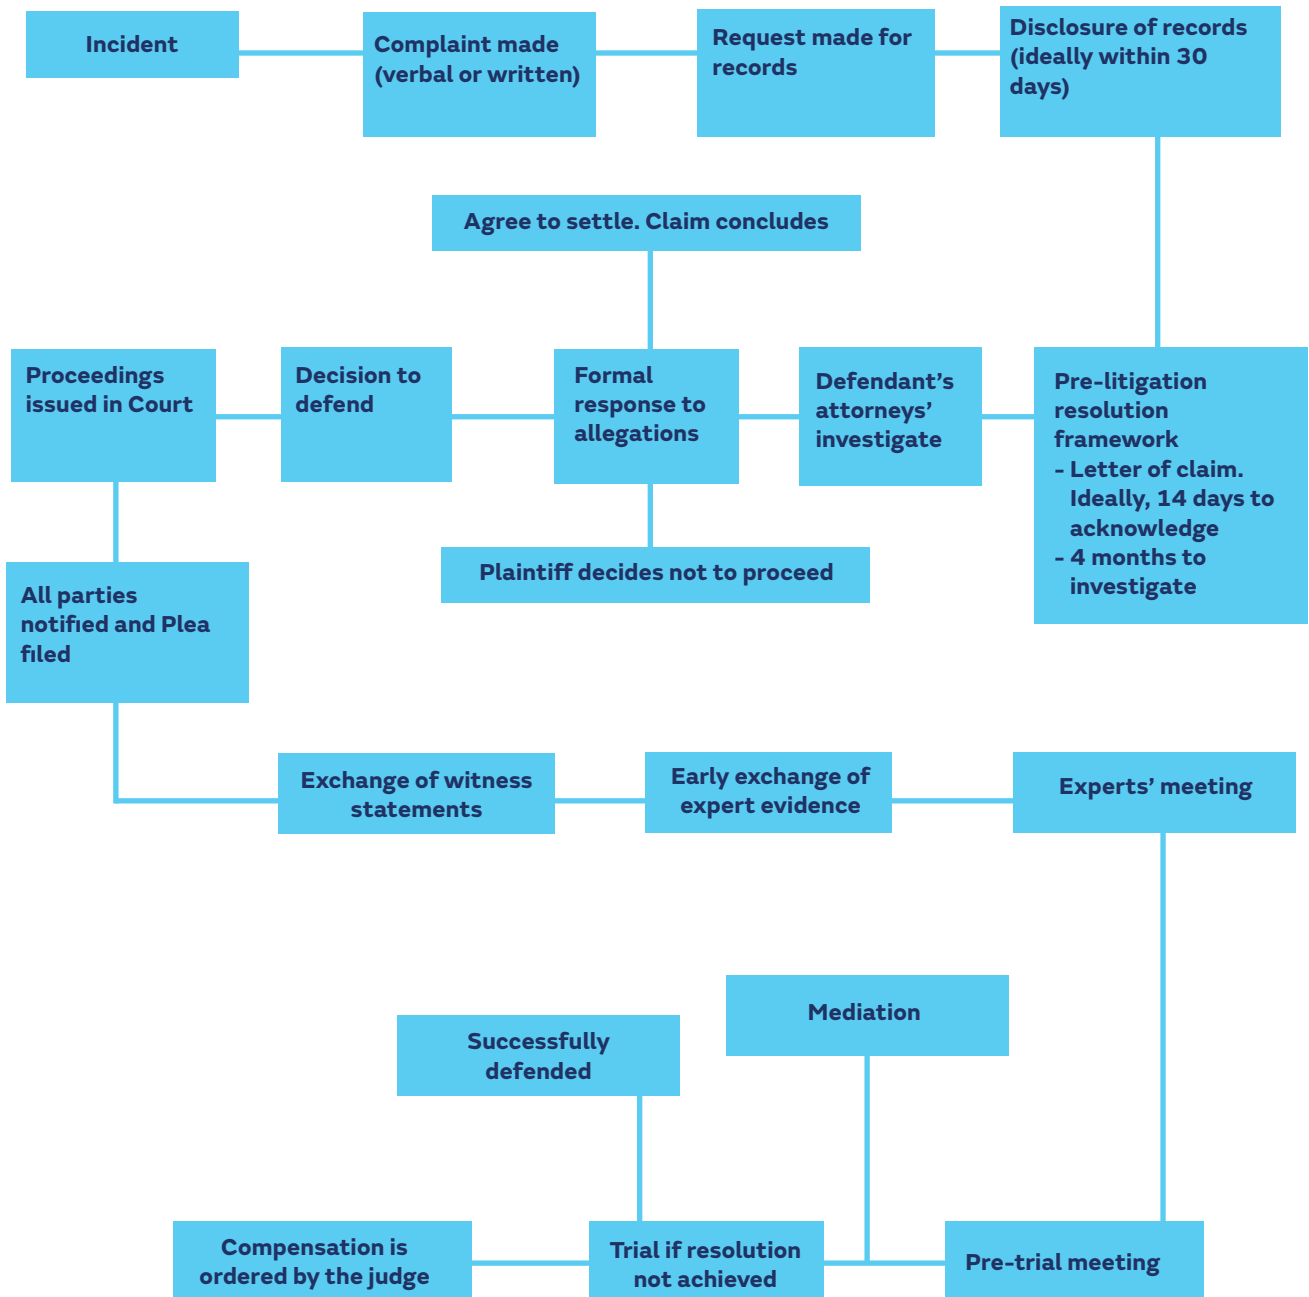 Incident
Complaint made
(verbal or written)
Request made for
records
Disclosure of records
(ideally within 30
days)
Agree to settle. Claim concludes
Proceedings
issued in Court
Decision to
defend
Formal
response to
allegations
Defendant’s
attorneys’
investigate
Pre-litigation
resolution
framework
- Letter of claim.
Ideally, 14 days to
acknowledge
- 4 months to
investigate
Plaintiff decides not to proceed
All parties
notified and Plea
filed
Exchange of witness
statements
Early exchange of
expert evidence
Experts’ meeting
Mediation
Successfully
defended
Compensation is
ordered by the judge
Trial if resolution
not achieved
Pre-trial meeting